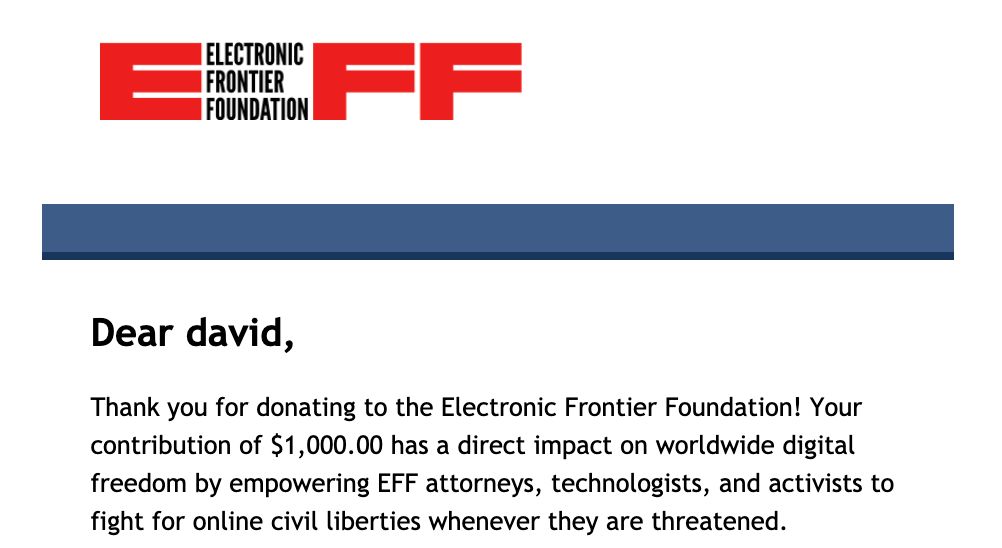 EFF
ELECTRONIC
FRONTIER
FOUNDATION
Dear david,
Thank you for donating to the Electronic Frontier Foundation! Your
contribution of $1,000.00 has a direct impact on worldwide digital
freedom by empowering EFF attorneys, technologists, and activists to
fight for online civil liberties whenever they are threatened.